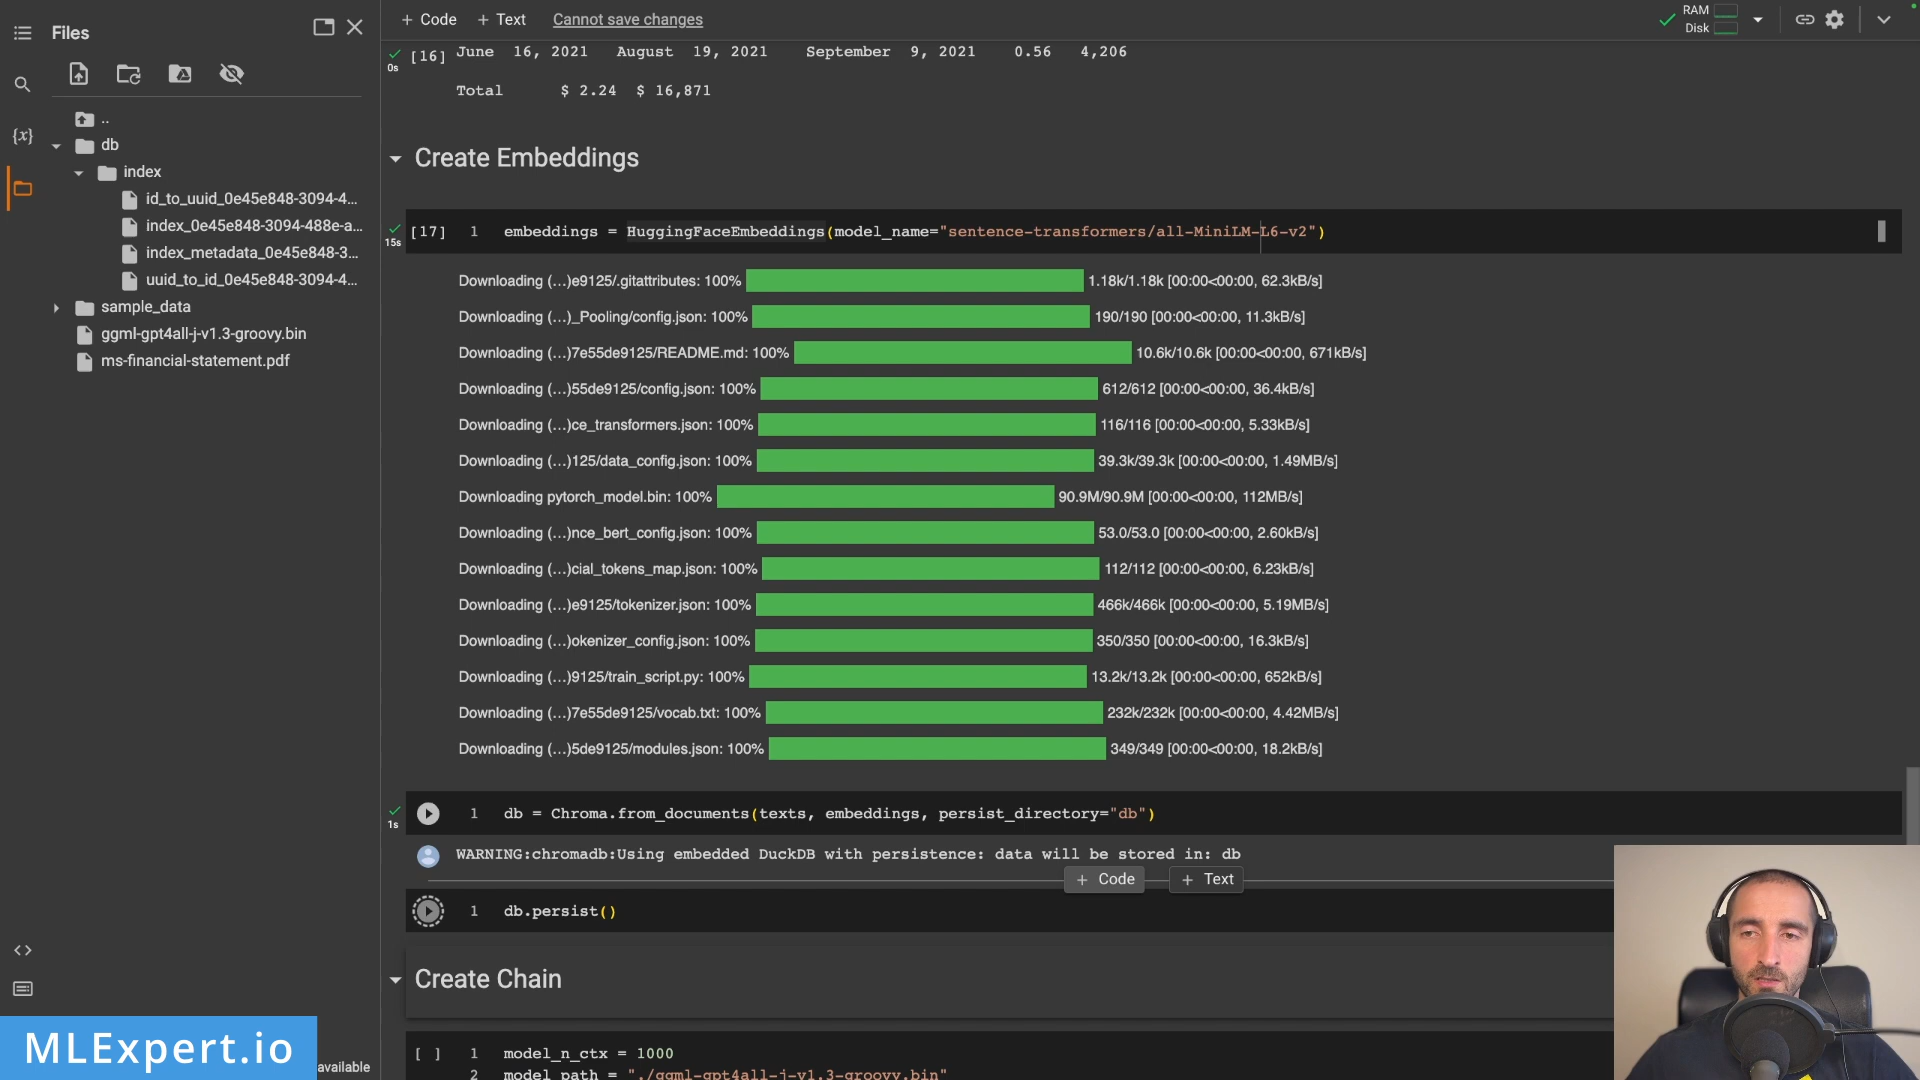 Files
..
db
index
id_to_uuid_0e45e848-3094-4...
index_0e45e848-3094-488e-a...
index_metadata_0e45e848-3...
uuid_to_id_0e45e848-3094-4...
sample_data
ggml-gpt4all-j-v1.3-groovy.bin
ms-financial-statement.pdf
{x}
<>
MLExpert.io
available
+ Code + Text Cannot save changes
RAM
Disk
0s
[16] June 16, 2021 August 19, 2021 September 9, 2021 0.56 4,206
Total $ 2.24 $ 16,871
Create Embeddings
15s
[17] 1 embeddings = HuggingFaceEmbeddings(model_name="sentence-transformers/all-MiniLM-L6-v2")
Downloading (...)e9125/.gitattributes: 100% 1.18k/1.18k [00:00<00:00, 62.3kB/s]
Downloading (...)_Pooling/config.json: 100% 190/190 [00:00<00:00, 11.3kB/s]
Downloading (...)7e55de9125/README.md: 100% 10.6k/10.6k [00:00<00:00, 671kB/s]
Downloading (...)55de9125/config.json: 100% 612/612 [00:00<00:00, 36.4kB/s]
Downloading (...)ce_transformers.json: 100% 116/116 [00:00<00:00, 5.33kB/s]
Downloading (...)125/data_config.json: 100% 39.3k/39.3k [00:00<00:00, 1.49MB/s]
Downloading pytorch_model.bin: 100% 90.9M/90.9M [00:00<00:00, 112MB/s]
Downloading (...)nce_bert_config.json: 100% 53.0/53.0 [00:00<00:00, 2.60kB/s]
Downloading (...)cial_tokens_map.json: 100% 112/112 [00:00<00:00, 6.23kB/s]
Downloading (...)e9125/tokenizer.json: 100% 466k/466k [00:00<00:00, 5.19MB/s]
Downloading (...)okenizer_config.json: 100% 350/350 [00:00<00:00, 16.3kB/s]
Downloading (...)9125/train_script.py: 100% 13.2k/13.2k [00:00<00:00, 652kB/s]
Downloading (...)7e55de9125/vocab.txt: 100% 232k/232k [00:00<00:00, 4.42MB/s]
Downloading (...)5de9125/modules.json: 100% 349/349 [00:00<00:00, 18.2kB/s]
1s
1 db = Chroma.from_documents(texts, embeddings, persist_directory="db")
WARNING:chromadb:Using embedded DuckDB with persistence: data will be stored in: db
+ Code + Text
1 db.persist()
Create Chain
[ ] 1 model_n_ctx = 1000
2 model_path = "./ggml-gpt4all-j-v1.3-groovy.bin"